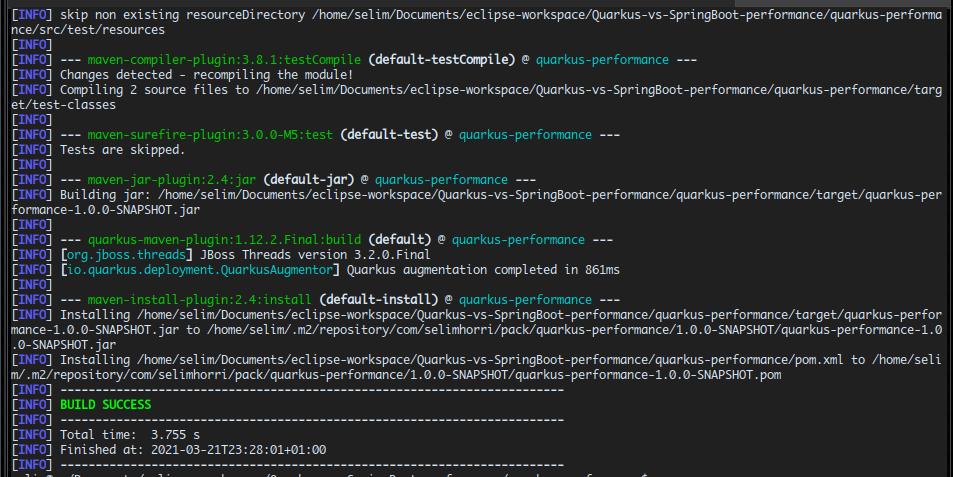 [INFO] skip non existing resourceDirectory /home/selim/Documents/eclipse-workspace/Quarkus-vs-SpringBoot-performance/quarkus-performa
nce/src/test/resources
[INFO]
[INFO] --- maven-compiler-plugin:3.8.1:testCompile (default-testCompile) @ quarkus-performance ---
[INFO] Changes detected - recompiling the module!
[INFO] Compiling 2 source files to /home/selim/Documents/eclipse-workspace/Quarkus-vs-SpringBoot-performance/quarkus-performance/targ
et/test-classes
[INFO]
[INFO] --- maven-surefire-plugin:3.0.0-M5:test (default-test) @ quarkus-performance ---
[INFO] Tests are skipped.
[INFO]
[INFO] --- maven-jar-plugin:2.4:jar (default-jar) @ quarkus-performance ---
[INFO] Building jar: /home/selim/Documents/eclipse-workspace/Quarkus-vs-SpringBoot-performance/quarkus-performance/target/quarkus-per
formance-1.0.0-SNAPSHOT.jar
[INFO]
[INFO] --- quarkus-maven-plugin:1.12.2.Final:build (default) @ quarkus-performance ---
[INFO] [org.jboss.threads] JBoss Threads version 3.2.0.Final
[INFO] [io.quarkus.deployment.QuarkusAugmentor] Quarkus augmentation completed in 861ms
[INFO]
[INFO] --- maven-install-plugin:2.4:install (default-install) @ quarkus-performance ---
[INFO] Installing /home/selim/Documents/eclipse-workspace/Quarkus-vs-SpringBoot-performance/quarkus-performance/target/quarkus-perfor
mance-1.0.0-SNAPSHOT.jar to /home/selim/.m2/repository/com/selimhorri/pack/quarkus-performance/1.0.0-SNAPSHOT/quarkus-performance-1.0
.0-SNAPSHOT.jar
[INFO] Installing /home/selim/Documents/eclipse-workspace/Quarkus-vs-SpringBoot-performance/quarkus-performance/pom.xml to /home/seli
m/.m2/repository/com/selimhorri/pack/quarkus-performance/1.0.0-SNAPSHOT/quarkus-performance-1.0.0-SNAPSHOT.pom
[INFO] ------------------------------------------------------------------------
[INFO] BUILD SUCCESS
[INFO] ------------------------------------------------------------------------
[INFO] Total time:  3.755 s
[INFO] Finished at: 2021-03-21T23:28:01+01:00
[INFO] ------------------------------------------------------------------------